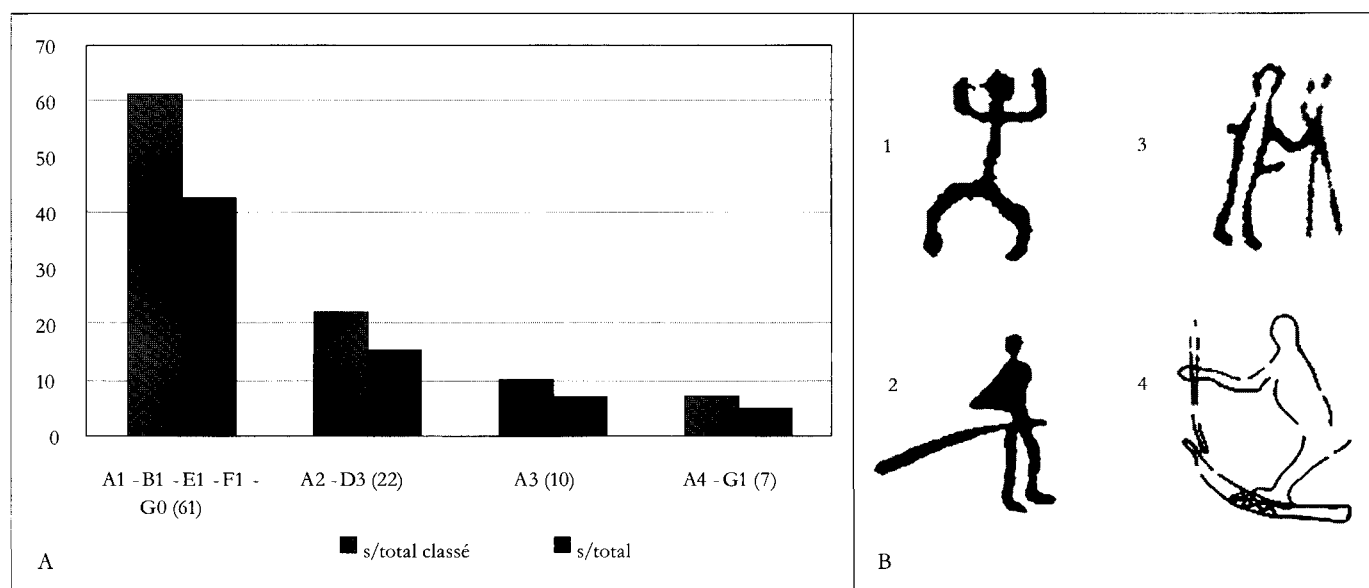 70
60
50
40
30
20
10
0
A1 - B1 - E1 - F1 -
G0 (61)
A2 - D3 (22)
A3 (10)
A4 - G1 (7)
s/total classé
s/total
A
1
3
2
4
B